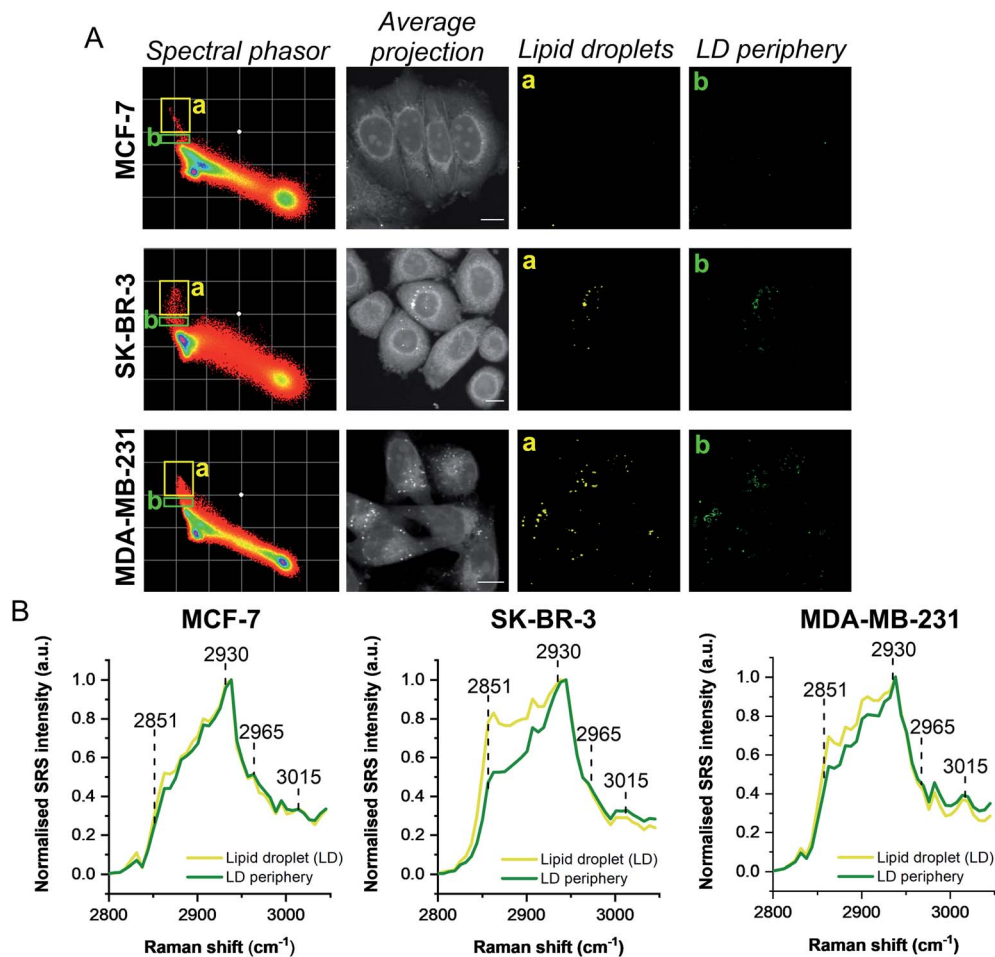 A
Spectral phasor
Average
projection
Lipid droplets
LD periphery
MCF-7
a
b
a
b
SK-BR-3
a
b
a
b
MDA-MB-231
a
b
a
b
B
MCF-7
SK-BR-3
MDA-MB-231
Normalised SRS intensity (a.u.)
1.0
0.8
0.6
0.4
0.2
0.0
2851
2930
2965
3015
Lipid droplet (LD)
LD periphery
2800
2900
3000
Raman shift (cm⁻¹)
Normalised SRS intensity (a.u.)
1.0
0.8
0.6
0.4
0.2
0.0
2851
2930
2965
3015
Lipid droplet (LD)
LD periphery
2800
2900
3000
Raman shift (cm⁻¹)
Normalised SRS intensity (a.u.)
1.0
0.8
0.6
0.4
0.2
0.0
2851
2930
2965
3015
Lipid droplet (LD)
LD periphery
2800
2900
3000
Raman shift (cm⁻¹)